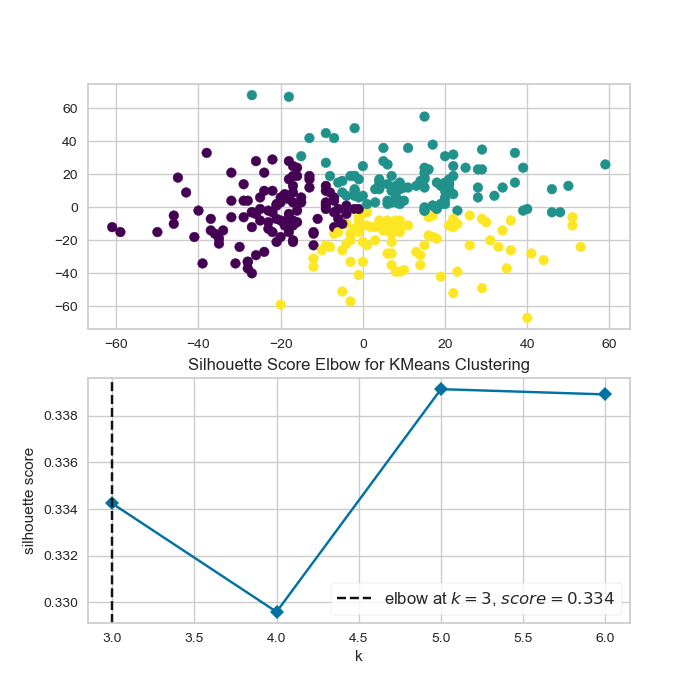 60
40
20
0
−20
−40
−60
−60 −40 −20 0 20 40 60
Silhouette Score Elbow for KMeans Clustering
0.338
0.336
0.334
0.332
0.330
silhouette score
elbow at k = 3, score = 0.334
3.0 3.5 4.0 4.5 5.0 5.5 6.0
k